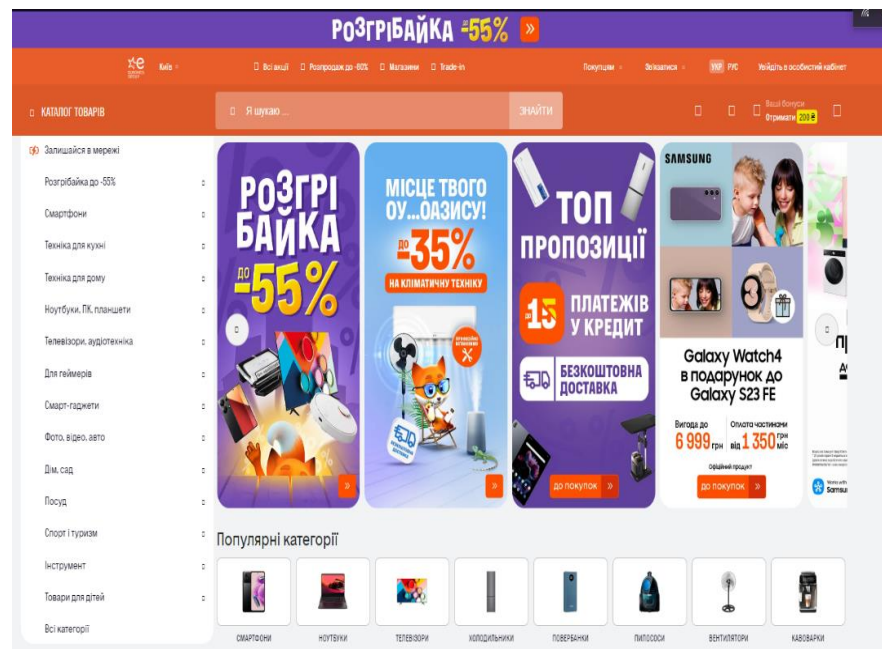 РОЗГРІБАЙКА ДО -55%
Київ
Всі акції
Розпродаж до -60%
Магазини
Trade-in
Покупцям
Зв'язатися
УКР РУС
Увійдіть в особистий кабінет
КАТАЛОГ ТОВАРІВ
Я шукаю ...
ЗНАЙТИ
Ваші бонуси
Отримати 200 ₴
Залишайся в мережі
Розгрібайка до -55%
Смартфони
Техніка для кухні
Техніка для дому
Ноутбуки, ПК, планшети
Телевізори, аудіотехніка
Для геймерів
Смарт-гаджети
Фото, відео, авто
Дім, сад
Посуд
Спорт і туризм
Інструмент
Товари для дітей
Всі категорії
РОЗГРІ
БАЙКА
ДО
-55%
МІСЦЕ ТВОГО
ОУ...ОАЗИСУ!
ДО -35%
НА КЛІМАТИЧНУ ТЕХНІКУ
БЕЗКОШТОВНА
ДОСТАВКА
ТОП
ПРОПОЗИЦІЇ
ДО 15 ПЛАТЕЖІВ
У КРЕДИТ
БЕЗКОШТОВНА
ДОСТАВКА
ДО ПОКУПОК
SAMSUNG
Galaxy Watch4
в подарунок до
Galaxy S23 FE
Вигода до
6 999 грн
Оплата частинами
від 1 350 грн міс
Офіційний продукт
ДО ПОКУПОК
Популярні категорії
СМАРТФОНИ
НОУТБУКИ
ТЕЛЕВІЗОРИ
ХОЛОДИЛЬНИКИ
ПОВЕРБАНКИ
ПИЛОСОСИ
ВЕНТИЛЯТОРИ
КАВОВАРКИ